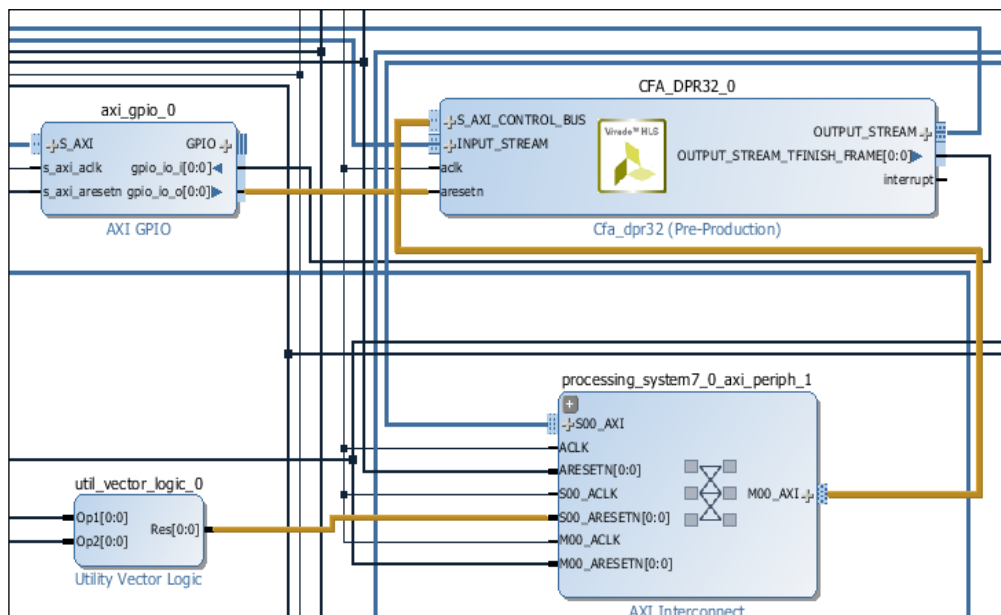 axi_gpio_0
S_AXI
GPIO
s_axi_aclk
gpio_io_i[0:0]
s_axi_aresetn
gpio_io_o[0:0]
AXI GPIO
CFA_DPR32_0
S_AXI_CONTROL_BUS
INPUT_STREAM
aclk
aresetn
Vivado™ HLS
OUTPUT_STREAM
OUTPUT_STREAM_TFINISH_FRAME[0:0]
interrupt
Cfa_dpr32 (Pre-Production)
processing_system7_0_axi_periph_1
S00_AXI
ACLK
ARESETN[0:0]
S00_ACLK
S00_ARESETN[0:0]
M00_ACLK
M00_ARESETN[0:0]
M00_AXI
AXI Interconnect
util_vector_logic_0
Op1[0:0]
Op2[0:0]
Res[0:0]
Utility Vector Logic